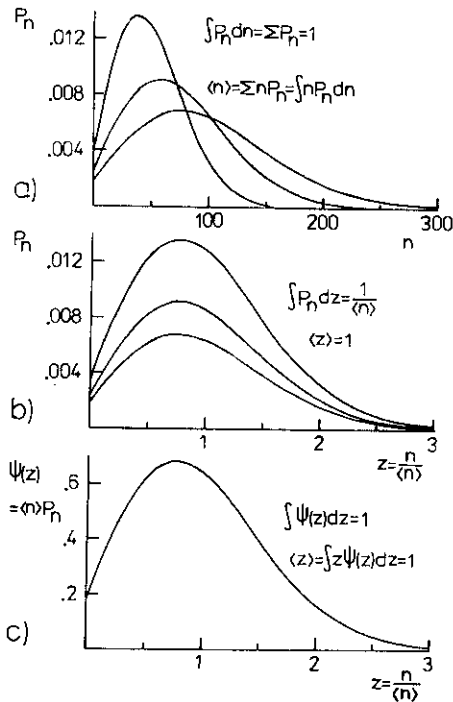 Pₙ
.012
.008
.004
∫Pₙdn=ΣPₙ=1
⟨n⟩=ΣnPₙ=∫nPₙdn
a)
100 200 300
n
Pₙ
.012
.008
.004
∫Pₙdz=1/⟨n⟩
⟨z⟩=1
b)
1 2 3
z=n/⟨n⟩
Ψ(z)
=⟨n⟩Pₙ
.6
.4
.2
∫Ψ(z)dz=1
⟨z⟩=∫zΨ(z)dz=1
c)
1 2 3
z=n/⟨n⟩